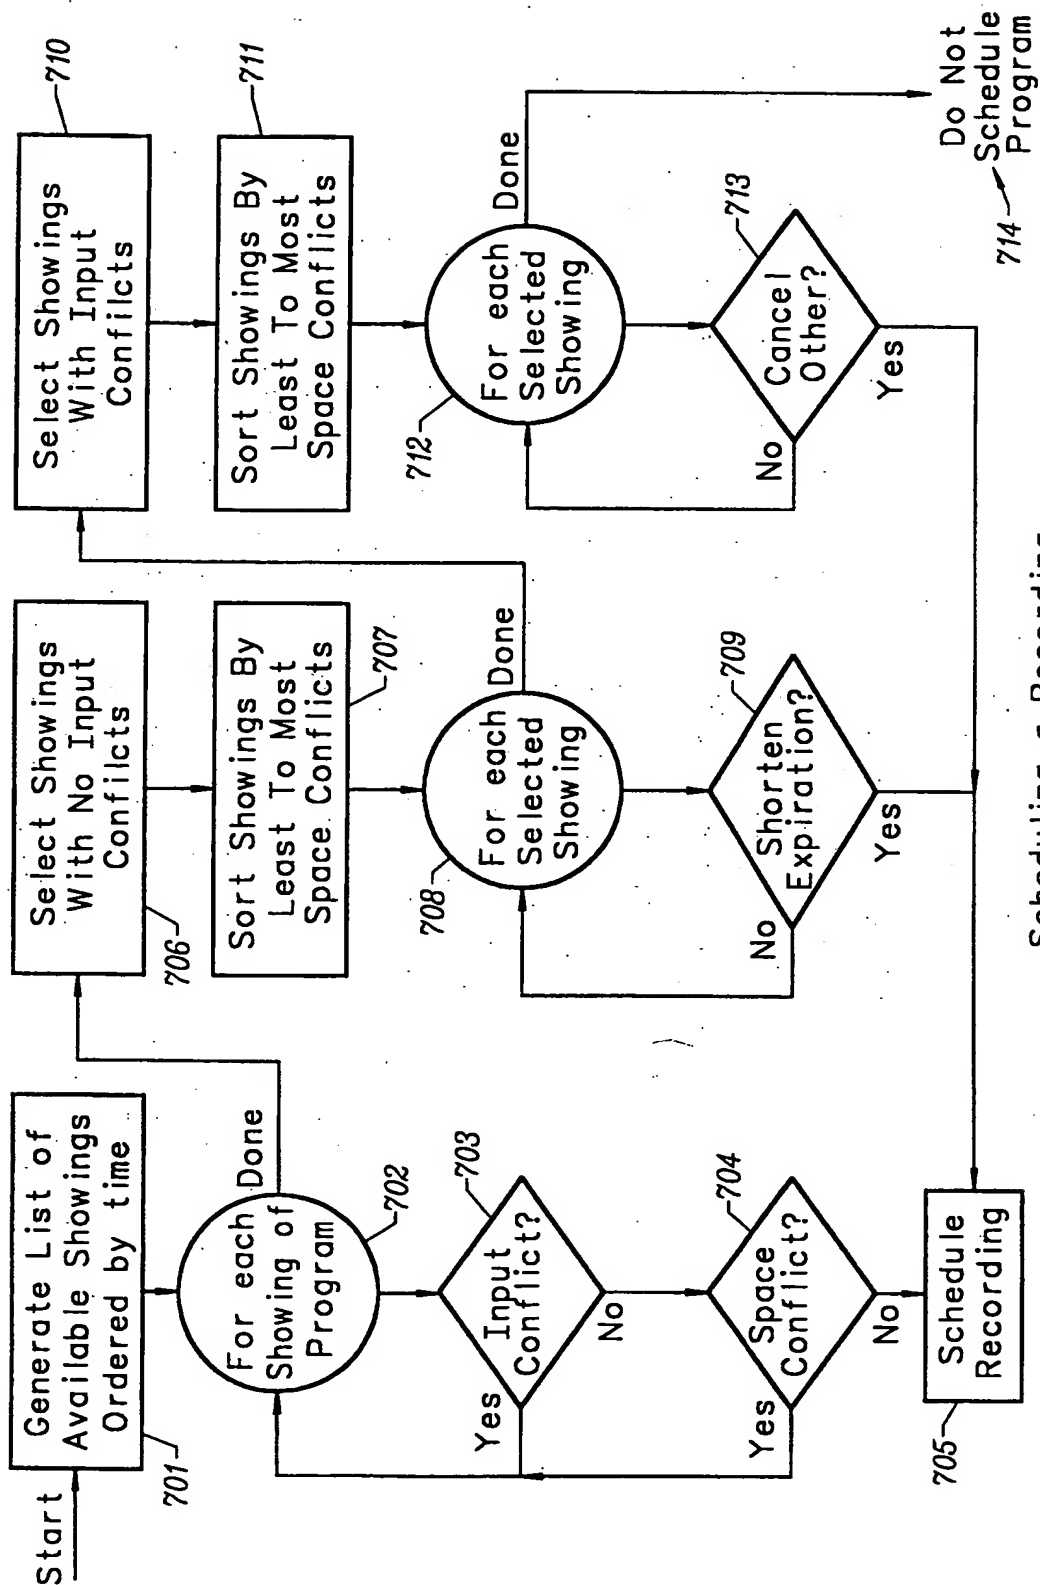 Start
Generate List of
Available Showings
Ordered by time
701
For each
Showing of
Program
Done
702
Input
Conflict?
703
Yes
No
Space
Conflict?
704
Yes
No
Schedule
Recording
705
Select Showings
With No Input
Confilcts
706
Sort Showings By
Least To Most
Space Conflicts
707
For each
Selected
Showing
Done
708
Shorten
Expiration?
709
No
Yes
Select Showings
With Input
Confilcts
710
Sort Showings By
Least To Most
Space Conflicts
711
For each
Selected
Showing
Done
712
Cancel
Other?
713
No
Yes
Do Not
Schedule
Program
714